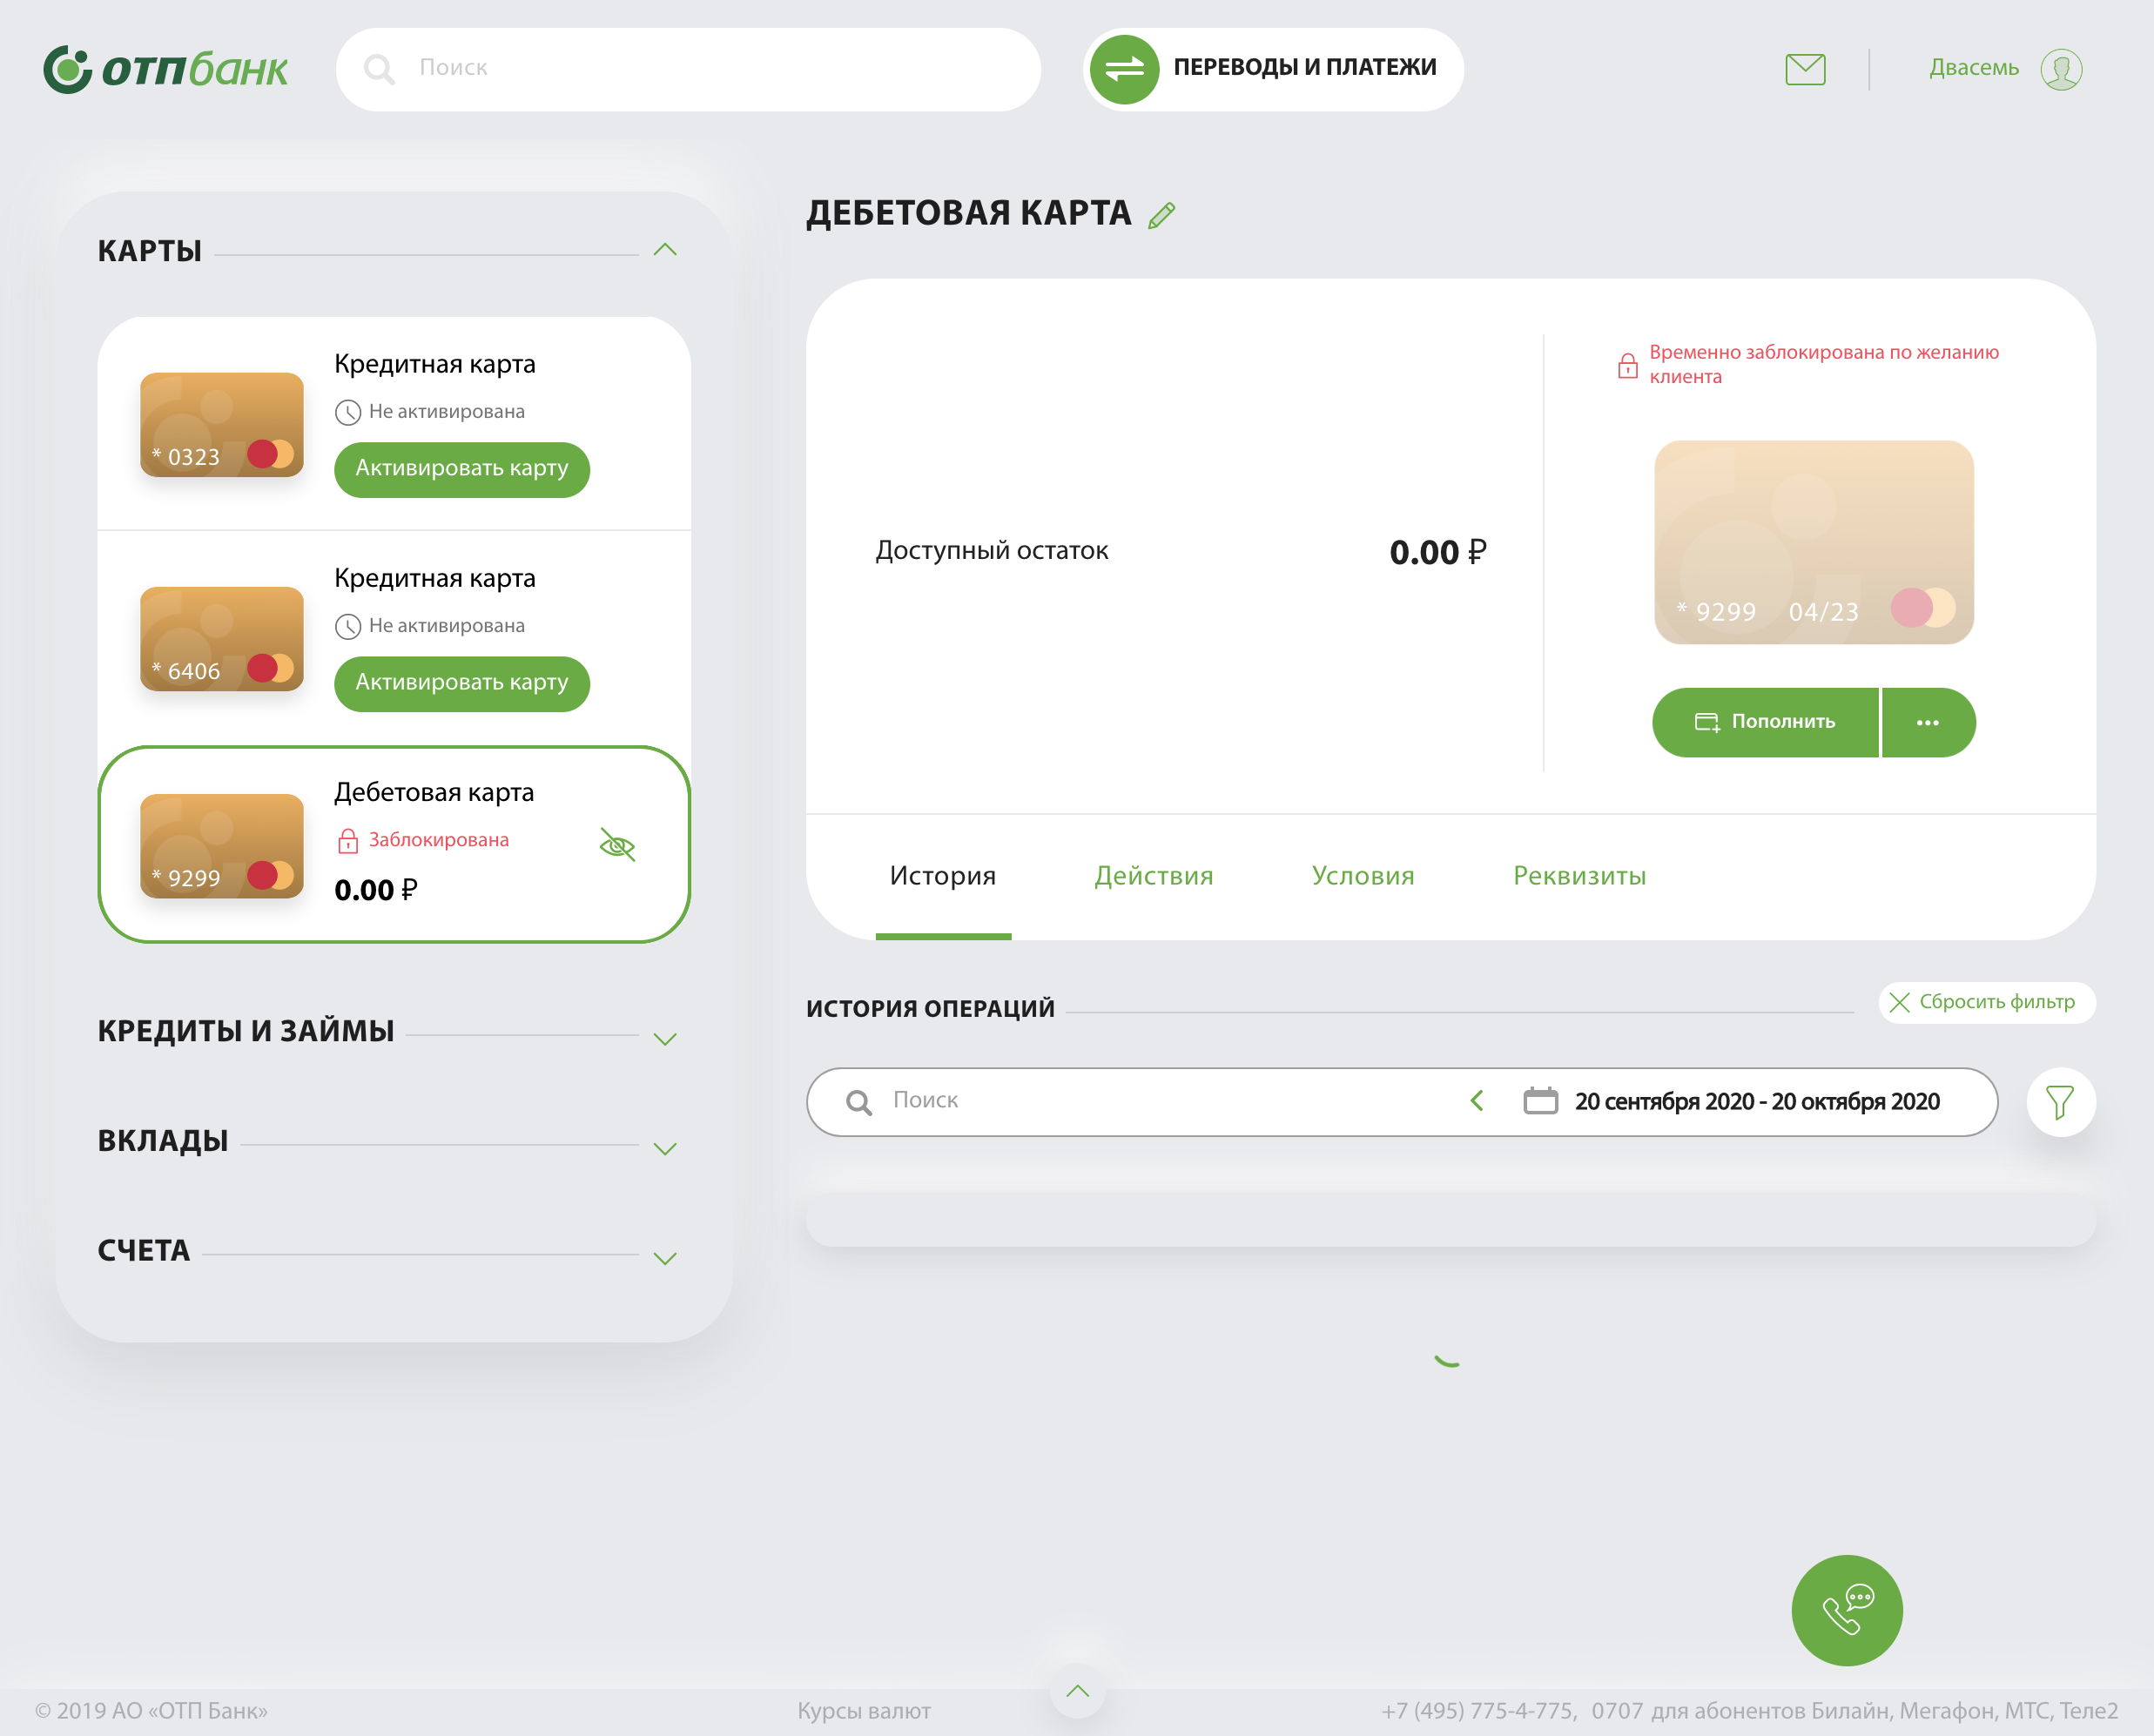 ОТПбанк
Поиск
ПЕРЕВОДЫ И ПЛАТЕЖИ
Двасемь
КАРТЫ
Кредитная карта
Не активирована
* 0323
Активировать карту
Кредитная карта
Не активирована
* 6406
Активировать карту
Дебетовая карта
Заблокирована
* 9299
0.00 ₽
КРЕДИТЫ И ЗАЙМЫ
ВКЛАДЫ
СЧЕТА
ДЕБЕТОВАЯ КАРТА
Временно заблокирована по желанию
клиента
Доступный остаток 0.00 ₽
* 9299 04/23
Пополнить
История Действия Условия Реквизиты
ИСТОРИЯ ОПЕРАЦИЙ
Сбросить фильтр
Поиск
20 сентября 2020 - 20 октября 2020
© 2019 АО «ОТП Банк»
Курсы валют
+7 (495) 775-4-775, 0707 для абонентов Билайн, Мегафон, МТС, Теле2